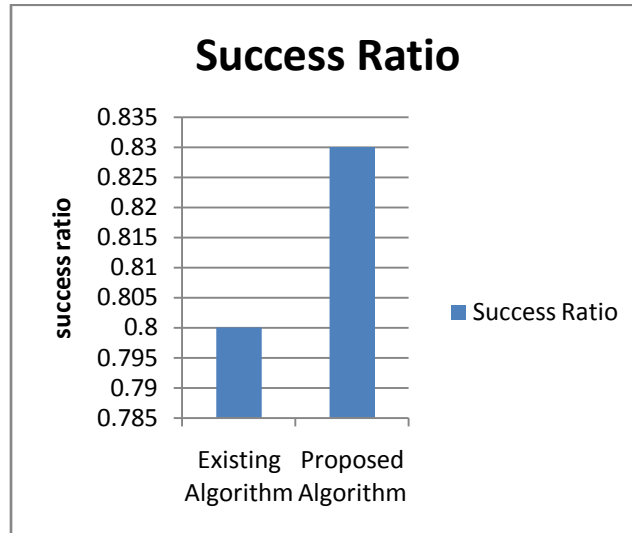 Success Ratio
0.835
0.83
0.825
0.82
0.815
0.81
0.805
0.8
0.795
0.79
0.785
success ratio
Existing Proposed
Algorithm Algorithm
Success Ratio